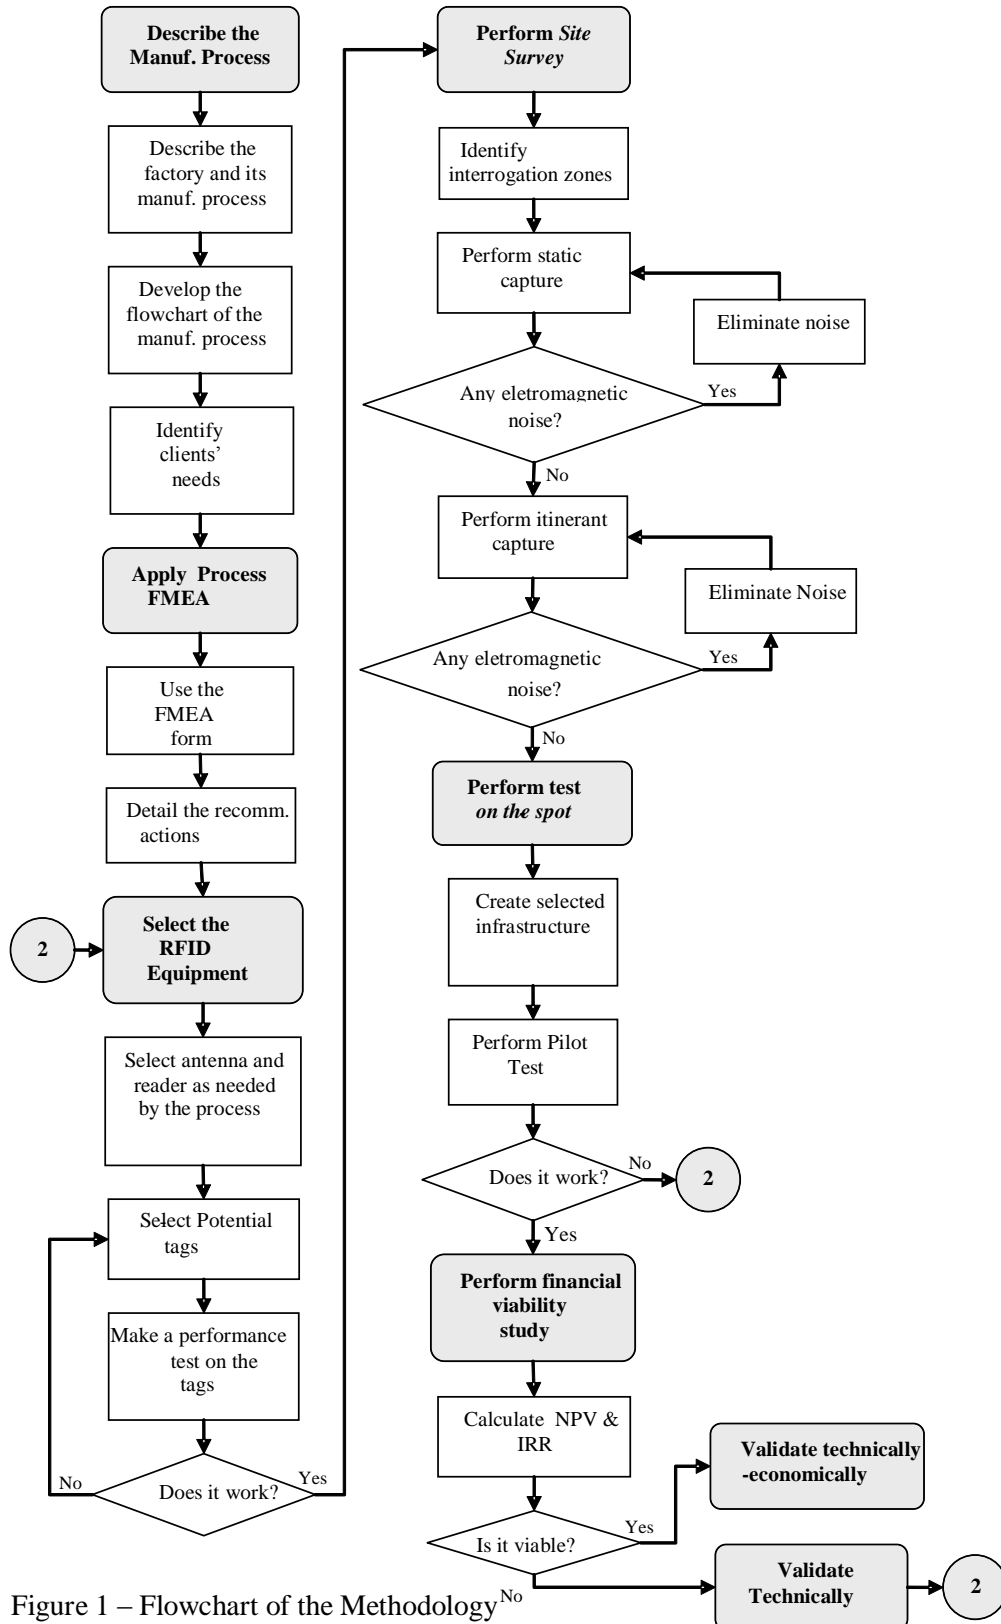 Describe the
Manuf. Process
Describe the
factory and its
manuf. process
Develop the
flowchart of the
manuf. process
Identify
clients’
needs
Apply Process
FMEA
Use the
FMEA
form
Detail the recomm.
actions
2
Select the
RFID
Equipment
Select antenna and
reader as needed
by the process
Select Potential
tags
Make a performance
test on the
tags
No
Does it work?
Yes
Perform Site
Survey
Identify
interrogation zones
Perform static
capture
Eliminate noise
Any eletromagnetic
noise?
Yes
No
Perform itinerant
capture
Eliminate Noise
Any eletromagnetic
noise?
Yes
No
Perform test
on the spot
Create selected
infrastructure
Perform Pilot
Test
Does it work?
No
2
Yes
Perform financial
viability
study
Calculate NPV &
IRR
Validate technically
-economically
Is it viable?
Yes
No
Validate
Technically
2
Figure 1 – Flowchart of the Methodology